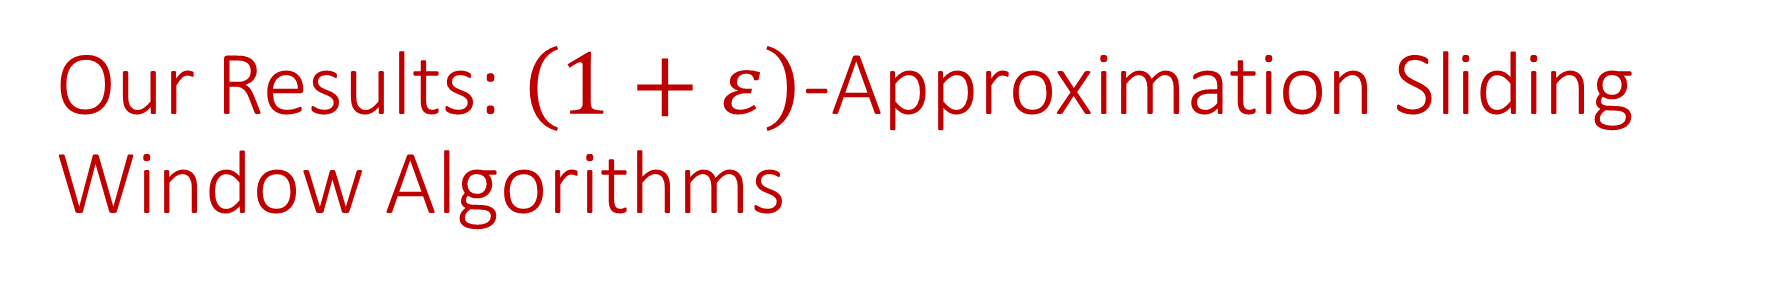 Our Results: (1 + ε)-Approximation Sliding
Window Algorithms